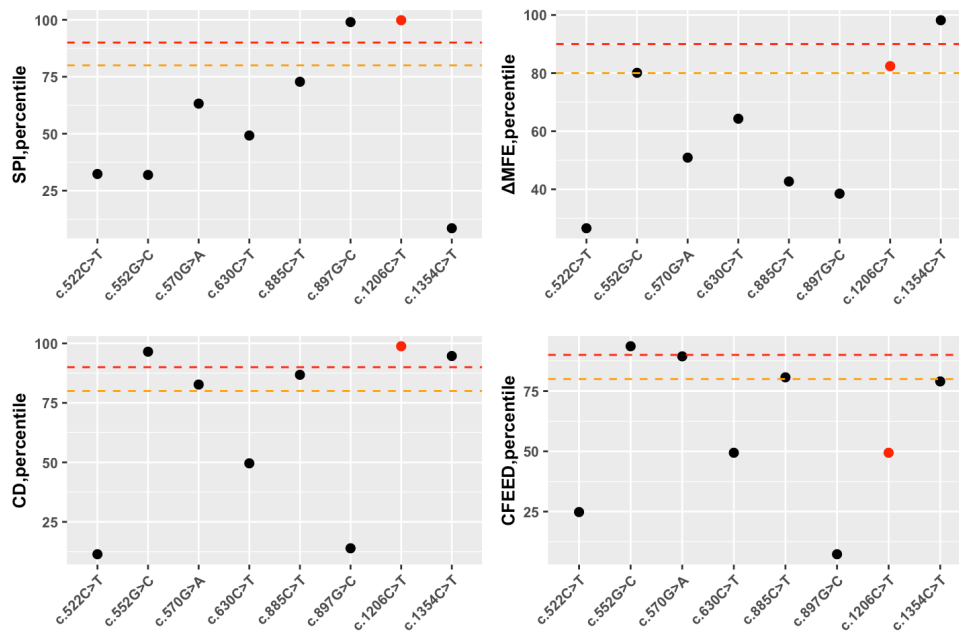 SPI,percentile
100
75
50
25
c.522C>T
c.552G>C
c.570G>A
c.630C>T
c.885C>T
c.897G>C
c.1206C>T
c.1354C>T
ΔMFE,percentile
100
80
60
40
c.522C>T
c.552G>C
c.570G>A
c.630C>T
c.885C>T
c.897G>C
c.1206C>T
c.1354C>T
CD,percentile
100
75
50
25
c.522C>T
c.552G>C
c.570G>A
c.630C>T
c.885C>T
c.897G>C
c.1206C>T
c.1354C>T
CFEED,percentile
75
50
25
c.522C>T
c.552G>C
c.570G>A
c.630C>T
c.885C>T
c.897G>C
c.1206C>T
c.1354C>T